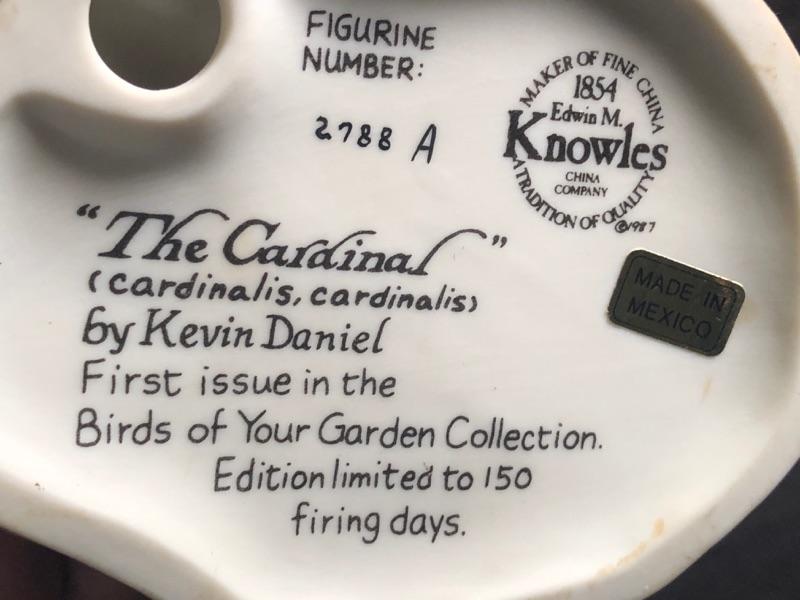 FIGURINE
NUMBER:
2788 A
MAKER OF FINE CHINA
1854
Edwin M.
Knowles
CHINA
COMPANY
A TRADITION OF QUALITY
©1987
MADE IN
MEXICO
"The Cardinal"
(cardinalis, cardinalis)
by Kevin Daniel
First issue in the
Birds of Your Garden Collection.
Edition limited to 150
firing days.